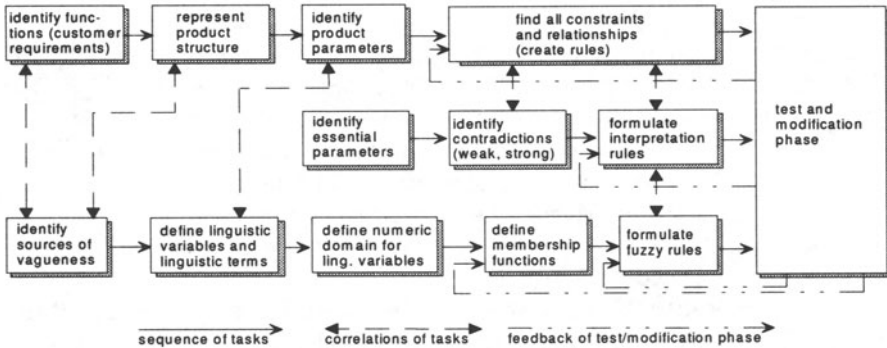 identify func-
tions (customer
requirements)
represent
product
structure
identify
product
parameters
find all constraints
and relationships
(create rules)
test and
modification
phase
identify
essential
parameters
identify
contradictions
(weak, strong)
formulate
interpretation
rules
identify
sources of
vagueness
define linguistic
variables and
linguistic terms
define numeric
domain for
ling. variables
define
membership
functions
formulate
fuzzy rules
sequence of tasks
correlations of tasks
feedback of test/modification phase